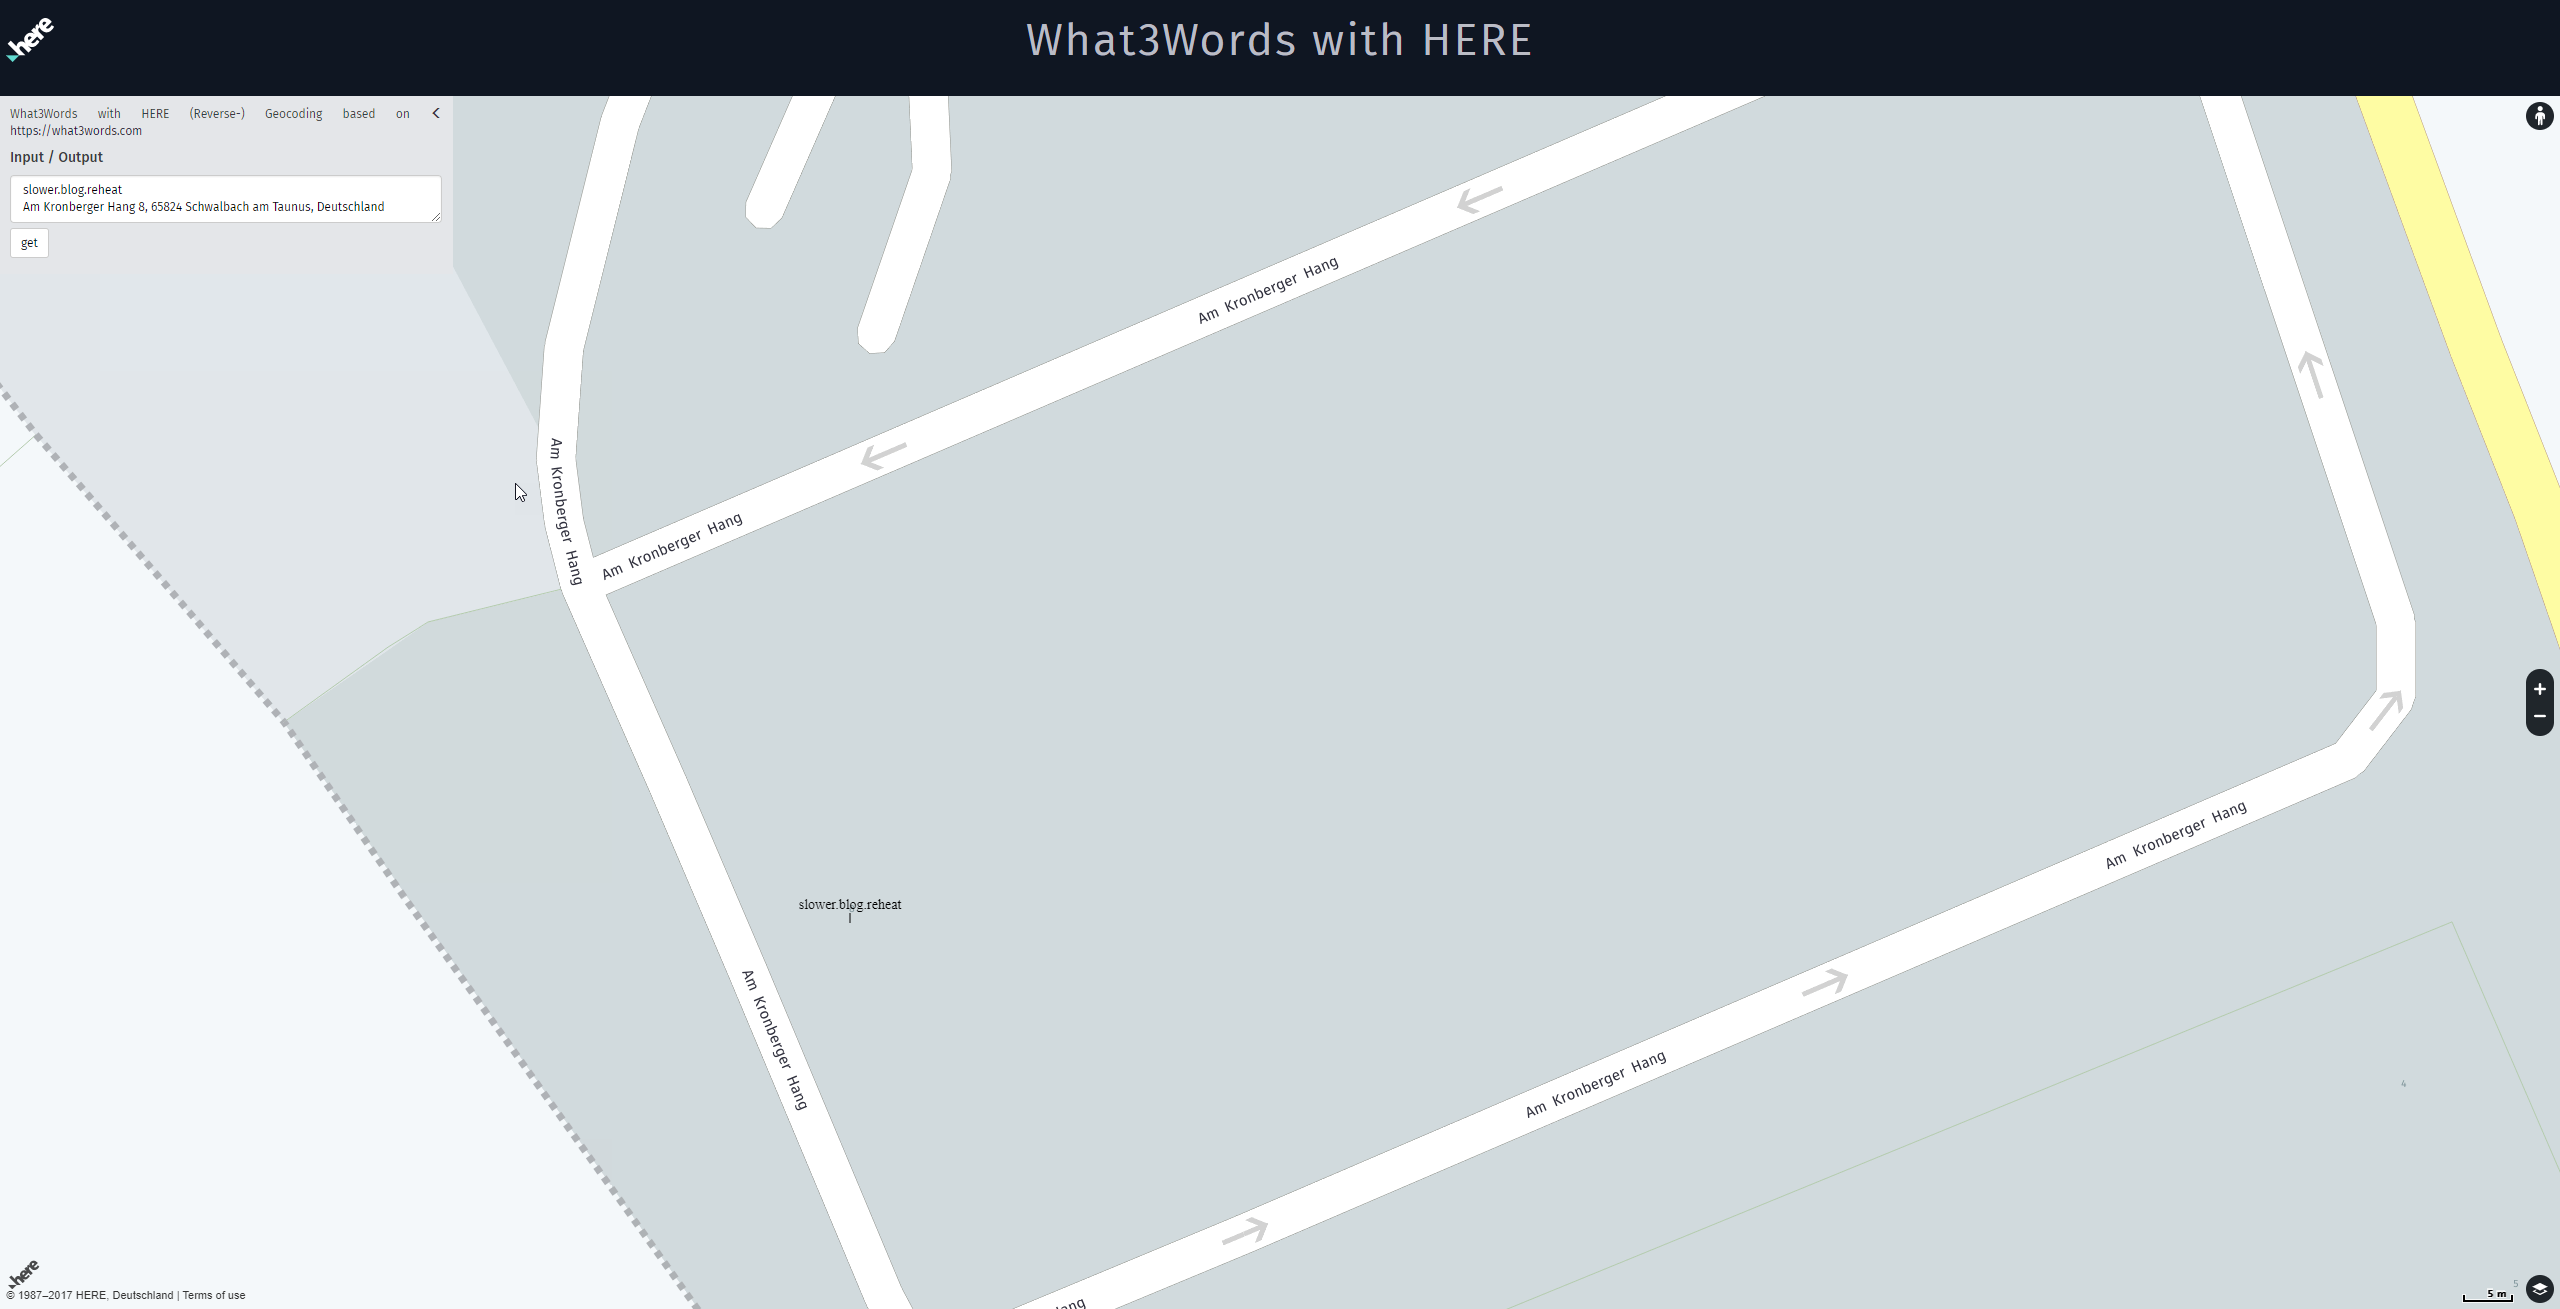 here
What3Words with HERE
What3Words with HERE (Reverse-) Geocoding based on
https://what3words.com
Input / Output
slower.blog.reheat
Am Kronberger Hang 8, 65824 Schwalbach am Taunus, Deutschland
get
Am Kronberger Hang
Am Kronberger Hang
Am Kronberger Hang
Am Kronberger Hang
slower.blog.reheat
Am Kronberger Hang
Am Kronberger Hang
4
5
ang
here
© 1987–2017 HERE, Deutschland | Terms of use
5 m